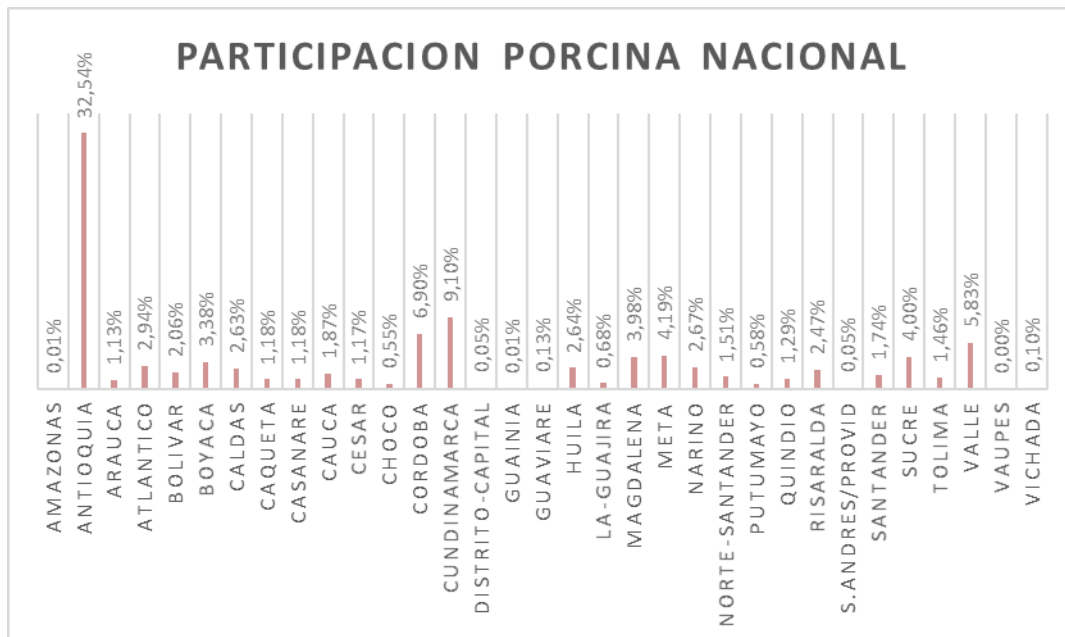 PARTICIPACION PORCINA NACIONAL
0,01%
32,54%
1,13%
2,94%
2,06%
3,38%
2,63%
1,18%
1,18%
1,87%
1,17%
0,55%
6,90%
9,10%
0,05%
0,01%
0,13%
2,64%
0,68%
3,98%
4,19%
2,67%
1,51%
0,58%
1,29%
2,47%
0,05%
1,74%
4,00%
1,46%
5,83%
0,00%
0,10%
AMAZONAS
ANTIOQUIA
ARAUCA
ATLANTICO
BOLIVAR
BOYACA
CALDAS
CAQUETA
CASANARE
CAUCA
CESAR
CHOCO
CORDOBA
CUNDINAMARCA
DISTRITO-CAPITAL
GUAINIA
GUAVIARE
HUILA
LA-GUAJIRA
MAGDALENA
META
NARINO
NORTE-SANTANDER
PUTUMAYO
QUINDIO
RISARALDA
S.ANDRES/PROVID
SANTANDER
SUCRE
TOLIMA
VALLE
VAUPES
VICHADA